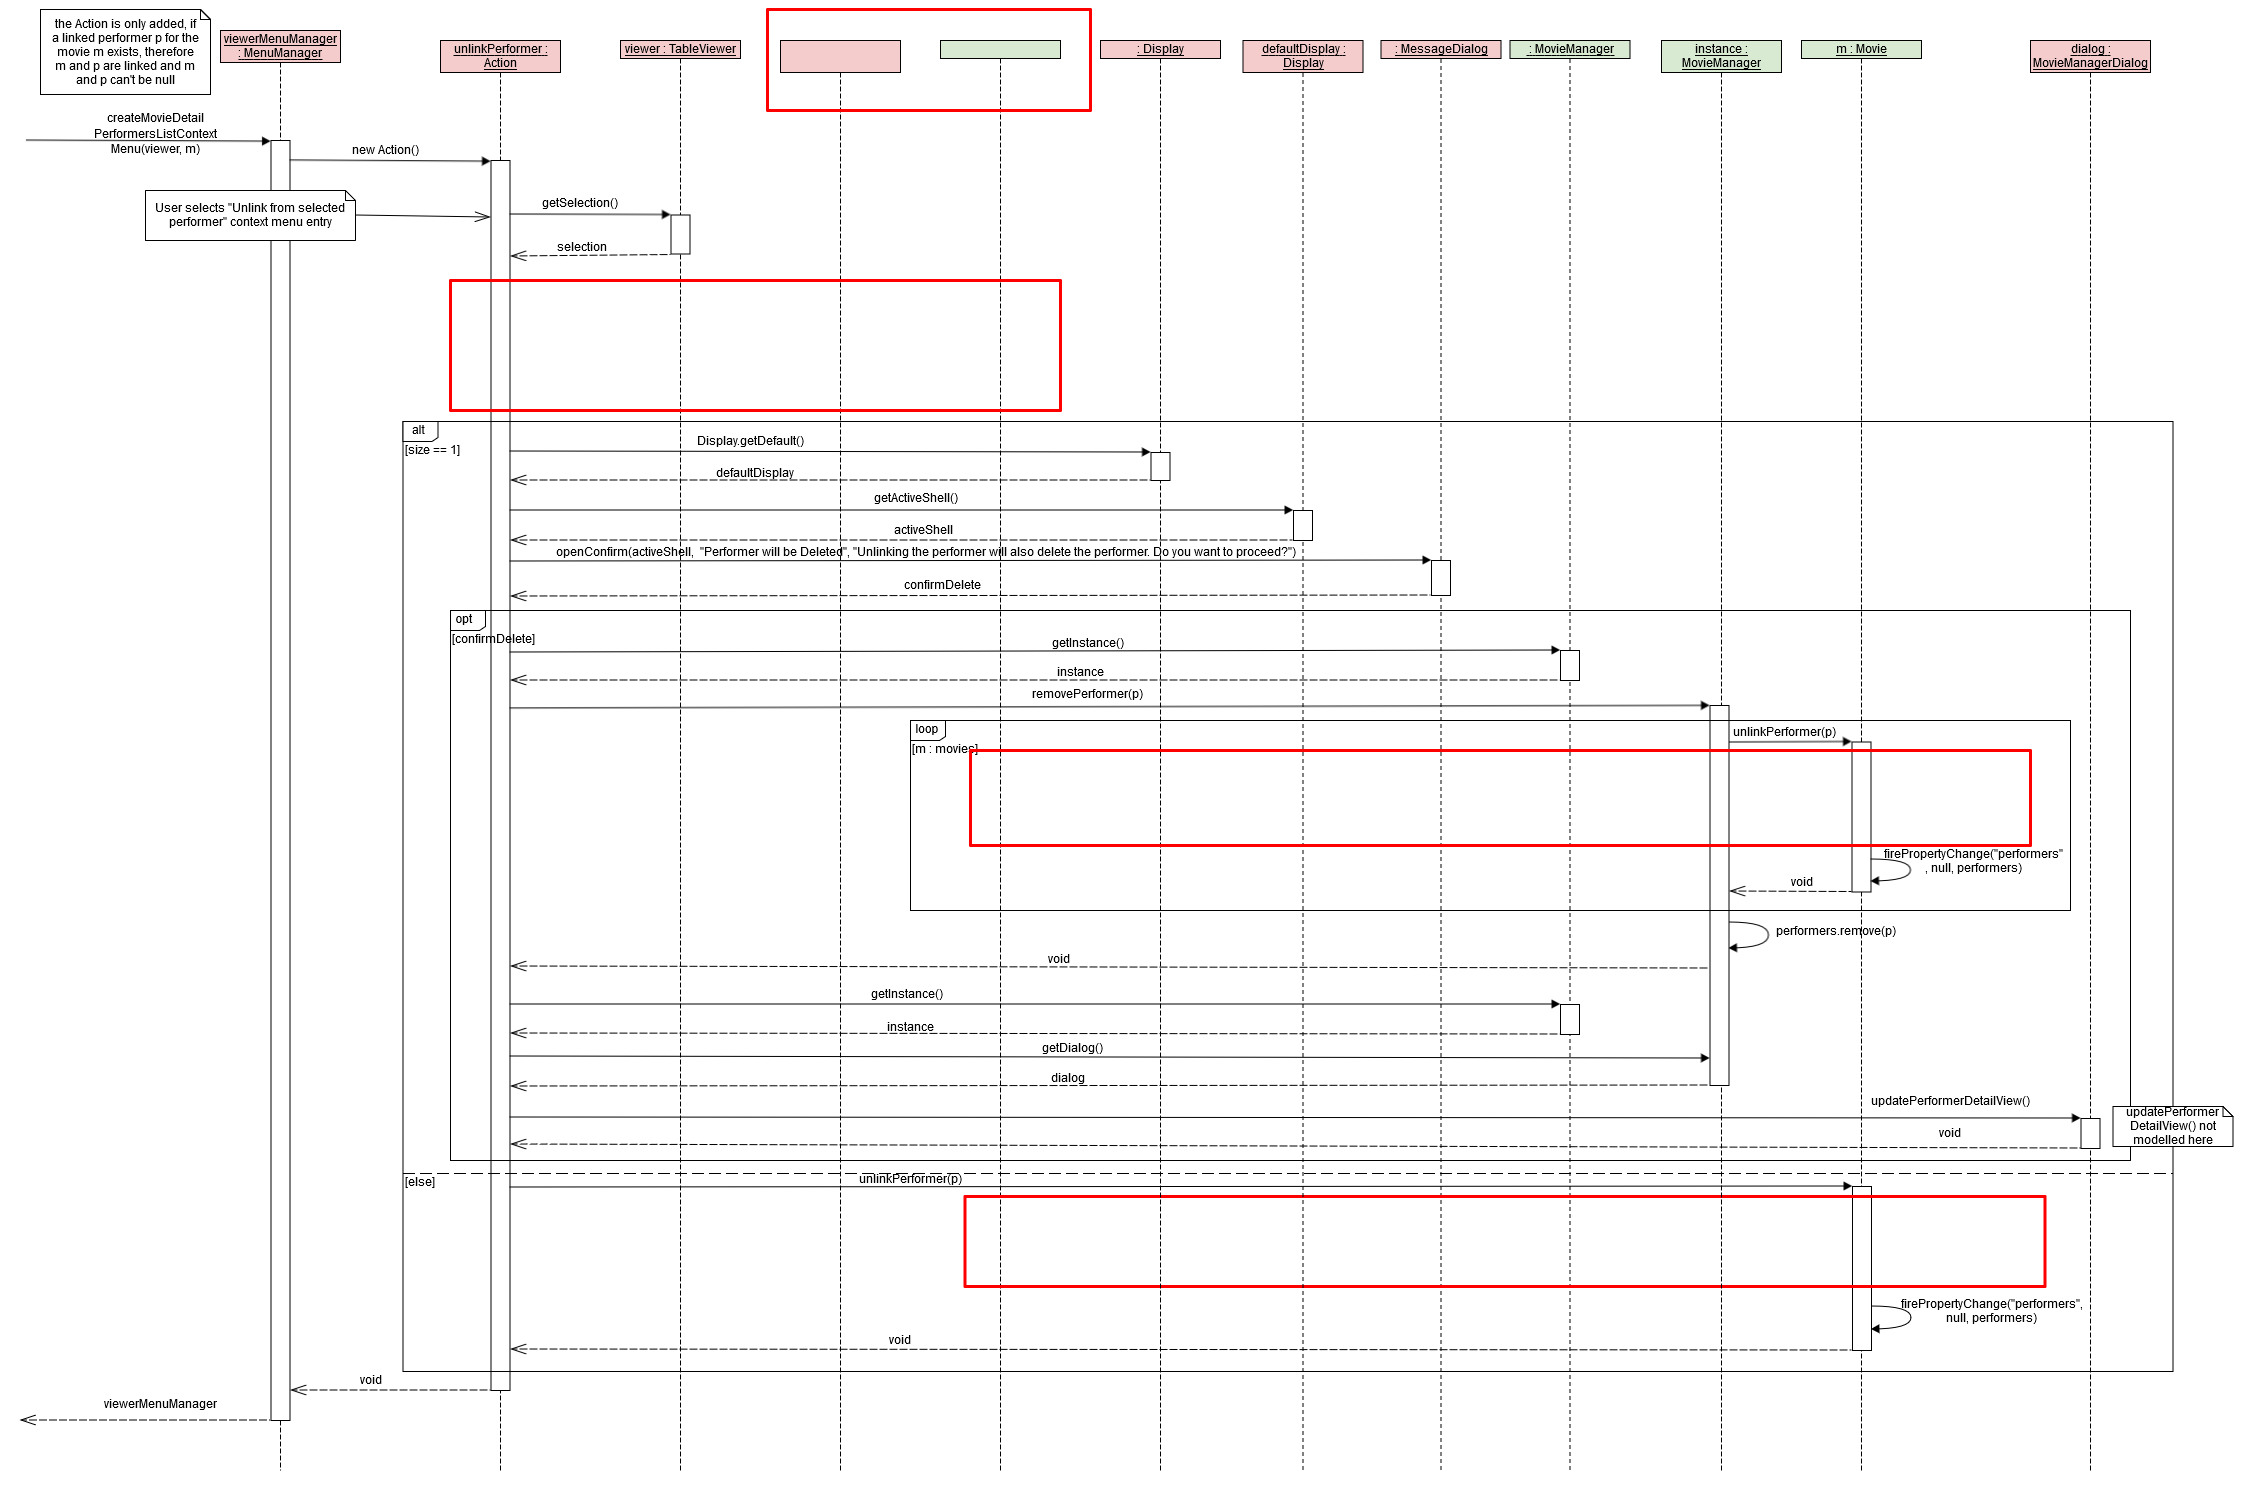 the Action is only added, if
a linked performer p for the
movie m exists, therefore
m and p are linked and m
and p can't be null
viewerMenuManager
: MenuManager
unlinkPerformer :
Action
viewer : TableViewer
: Display
defaultDisplay :
Display
: MessageDialog
: MovieManager
instance :
MovieManager
m : Movie
dialog :
MovieManagerDialog
createMovieDetail
PerformersListContext
Menu(viewer, m)
new Action()
User selects "Unlink from selected
performer" context menu entry
getSelection()
selection
alt
[size == 1]
Display.getDefault()
defaultDisplay
getActiveShell()
activeShell
openConfirm(activeShell,  "Performer will be Deleted", "Unlinking the performer will also delete the performer. Do you want to proceed?")
confirmDelete
opt
[confirmDelete]
getInstance()
instance
removePerformer(p)
loop
[m : movies]
unlinkPerformer(p)
firePropertyChange("performers"
, null, performers)
void
performers.remove(p)
void
getInstance()
instance
getDialog()
dialog
updatePerformerDetailView()
updatePerformer
DetailView() not
modelled here
void
[else]
unlinkPerformer(p)
firePropertyChange("performers",
null, performers)
void
void
viewerMenuManager